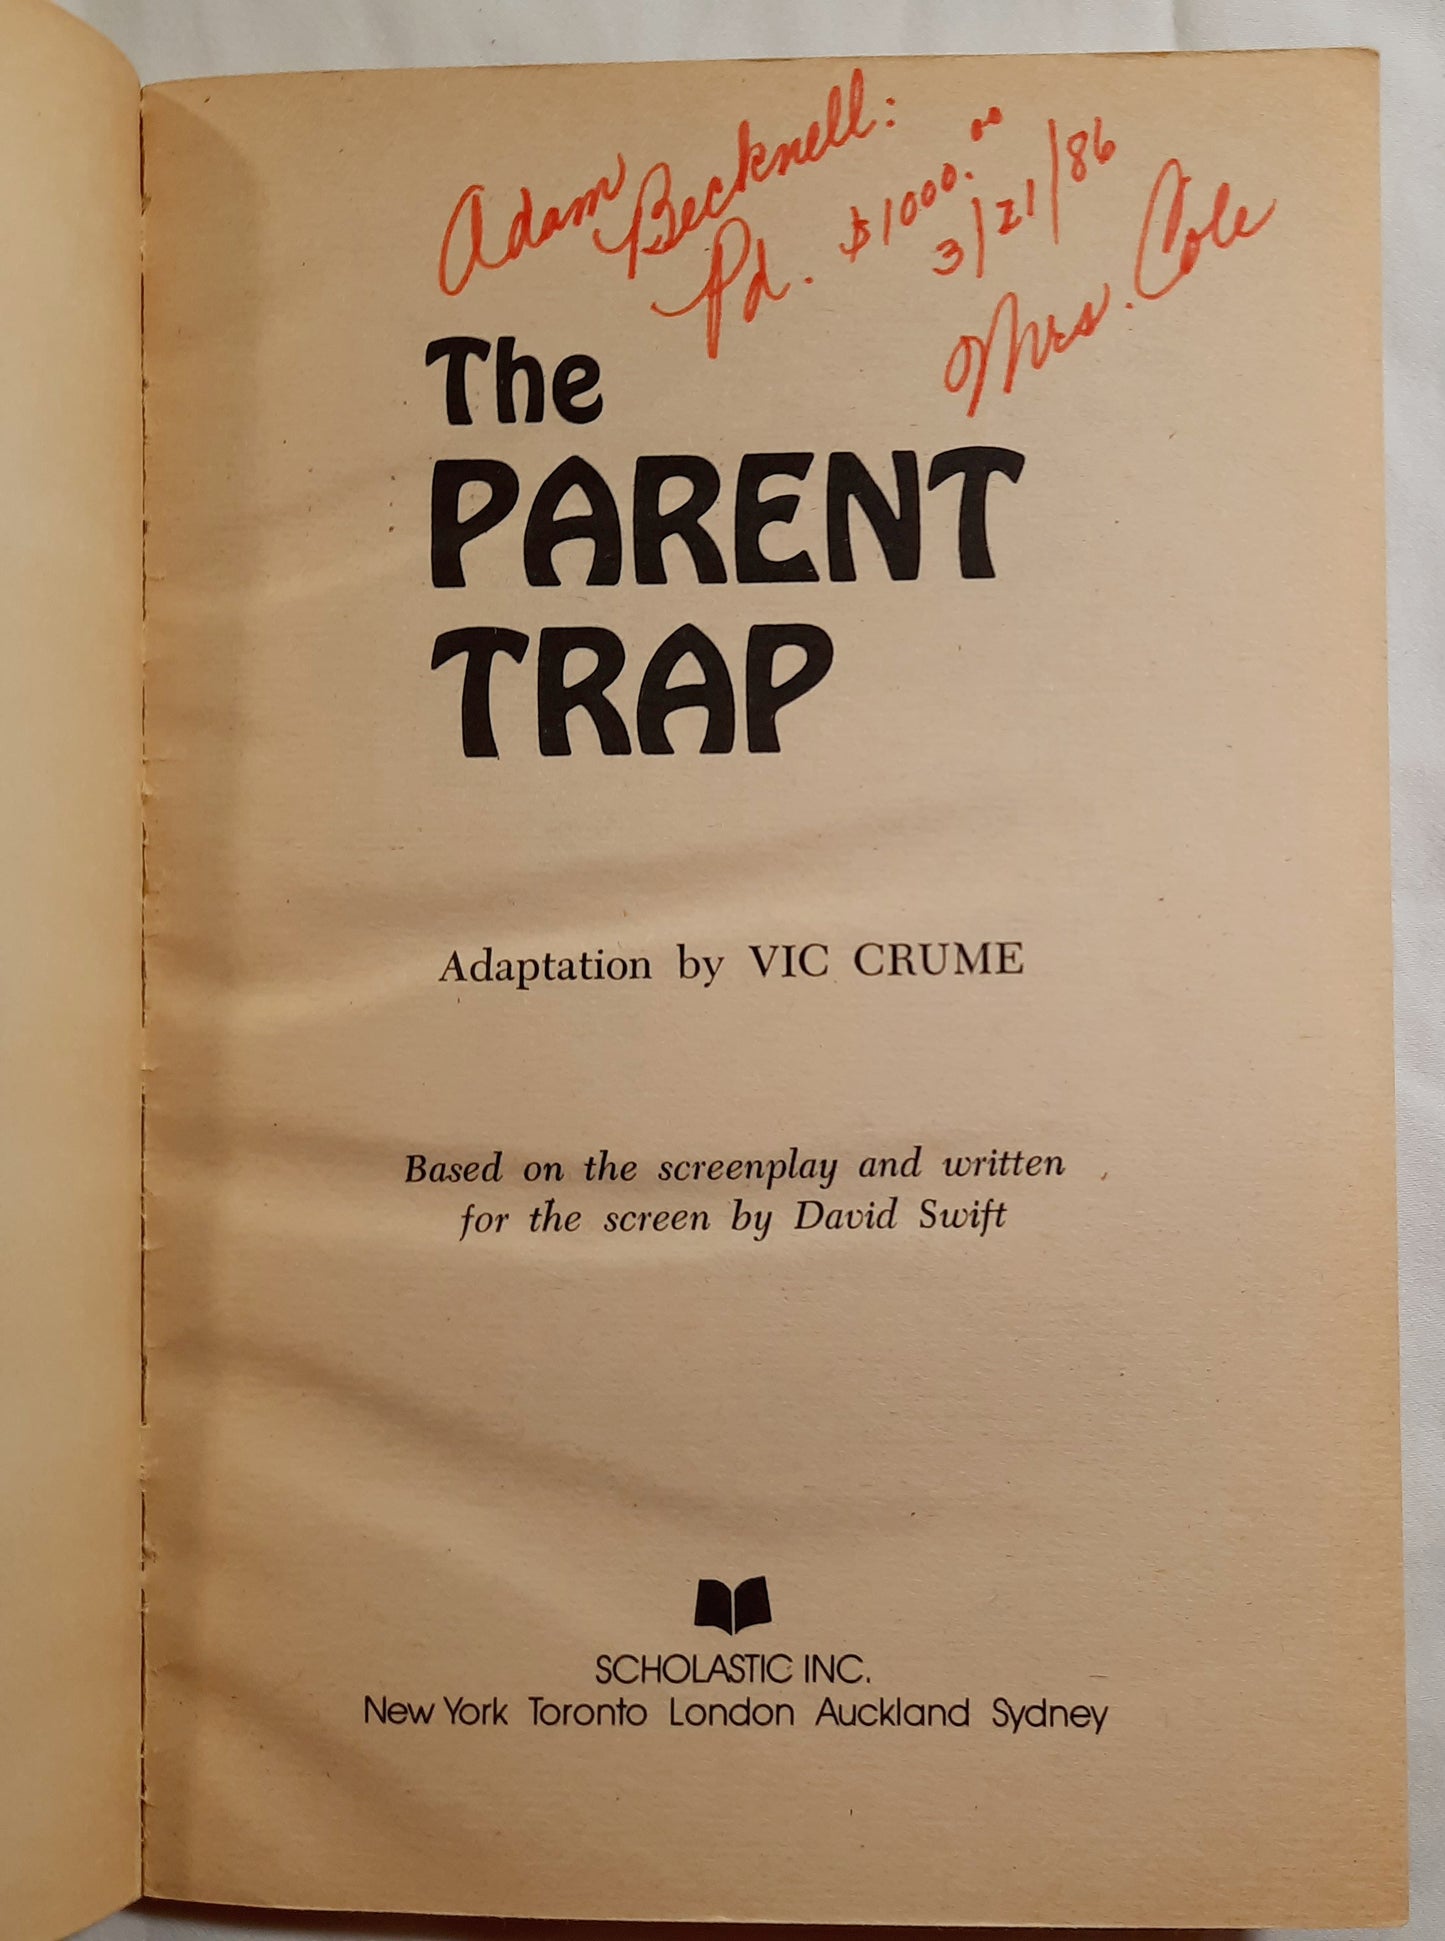 Adam Becknell:
Pd. $1000.00
3/21/86
Mrs. Cole
The
PARENT
TRAP
Adaptation by VIC CRUME
Based on the screenplay and written
for the screen by David Swift
SCHOLASTIC INC.
New York Toronto London Auckland Sydney